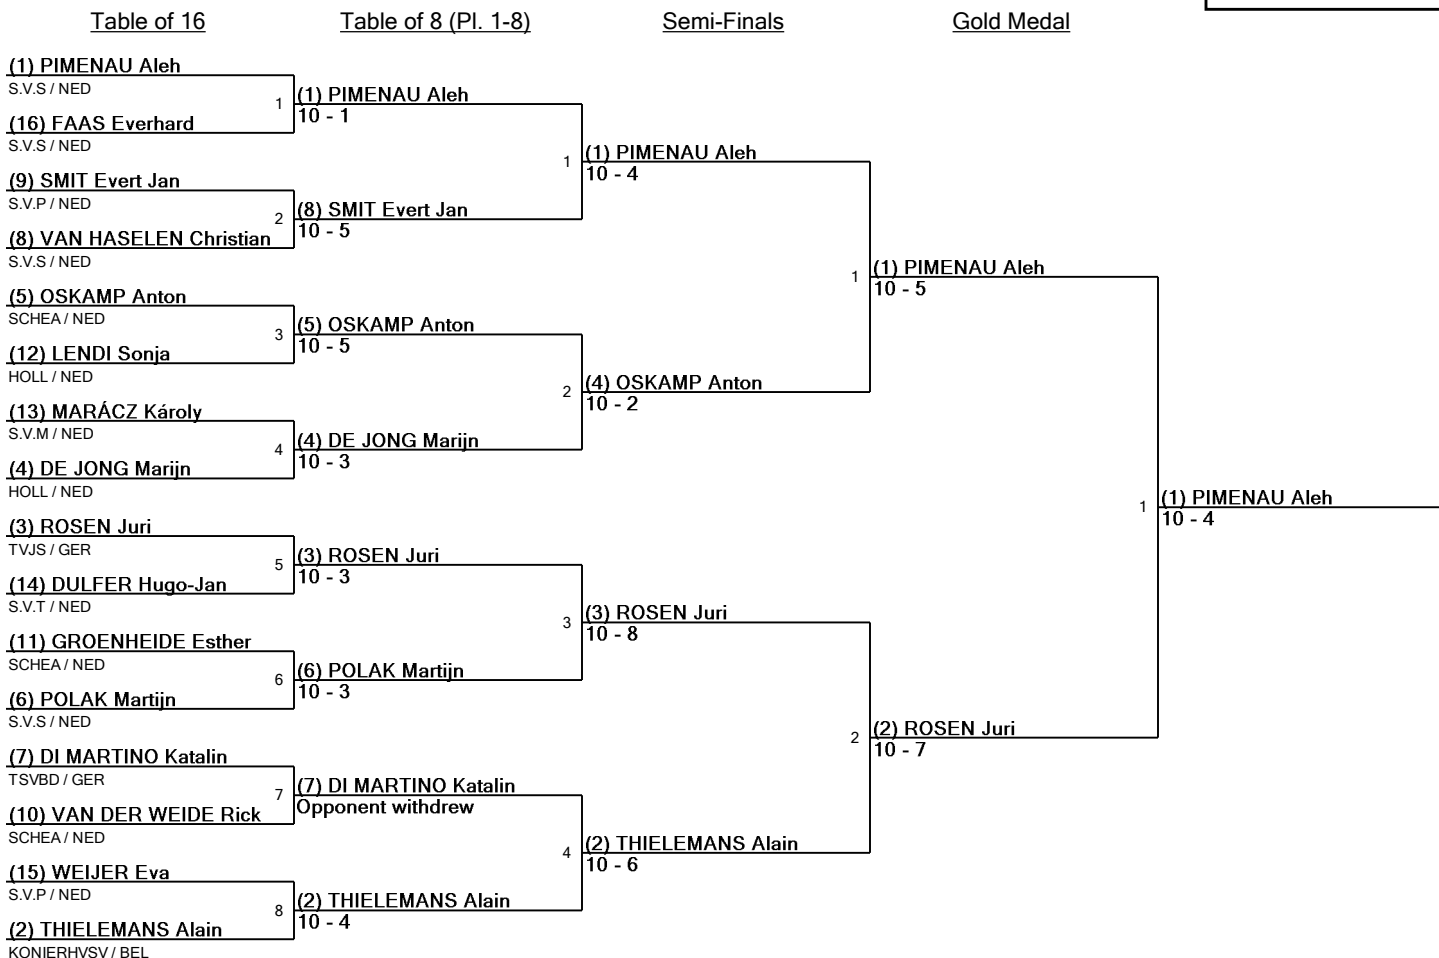 Table of 16
Table of 8 (Pl. 1-8)
Semi-Finals
Gold Medal
(1) PIMENAU Aleh
S.V.S / NED
(16) FAAS Everhard
S.V.S / NED
(9) SMIT Evert Jan
S.V.P / NED
(8) VAN HASELEN Christian
S.V.S / NED
(5) OSKAMP Anton
SCHEA / NED
(12) LENDI Sonja
HOLL / NED
(13) MARÁCZ Károly
S.V.M / NED
(4) DE JONG Marijn
HOLL / NED
(3) ROSEN Juri
TVJS / GER
(14) DULFER Hugo-Jan
S.V.T / NED
(11) GROENHEIDE Esther
SCHEA / NED
(6) POLAK Martijn
S.V.S / NED
(7) DI MARTINO Katalin
TSVBD / GER
(10) VAN DER WEIDE Rick
SCHEA / NED
(15) WEIJER Eva
S.V.P / NED
(2) THIELEMANS Alain
KONIERHVSV / BEL
1
(1) PIMENAU Aleh
10 - 1
2
(8) SMIT Evert Jan
10 - 5
3
(5) OSKAMP Anton
10 - 5
4
(4) DE JONG Marijn
10 - 3
5
(3) ROSEN Juri
10 - 3
6
(6) POLAK Martijn
10 - 3
7
(7) DI MARTINO Katalin
Opponent withdrew
8
(2) THIELEMANS Alain
10 - 4
1
(1) PIMENAU Aleh
10 - 4
2
(4) OSKAMP Anton
10 - 2
3
(3) ROSEN Juri
10 - 8
4
(2) THIELEMANS Alain
10 - 6
1
(1) PIMENAU Aleh
10 - 5
2
(2) ROSEN Juri
10 - 7
1
(1) PIMENAU Aleh
10 - 4